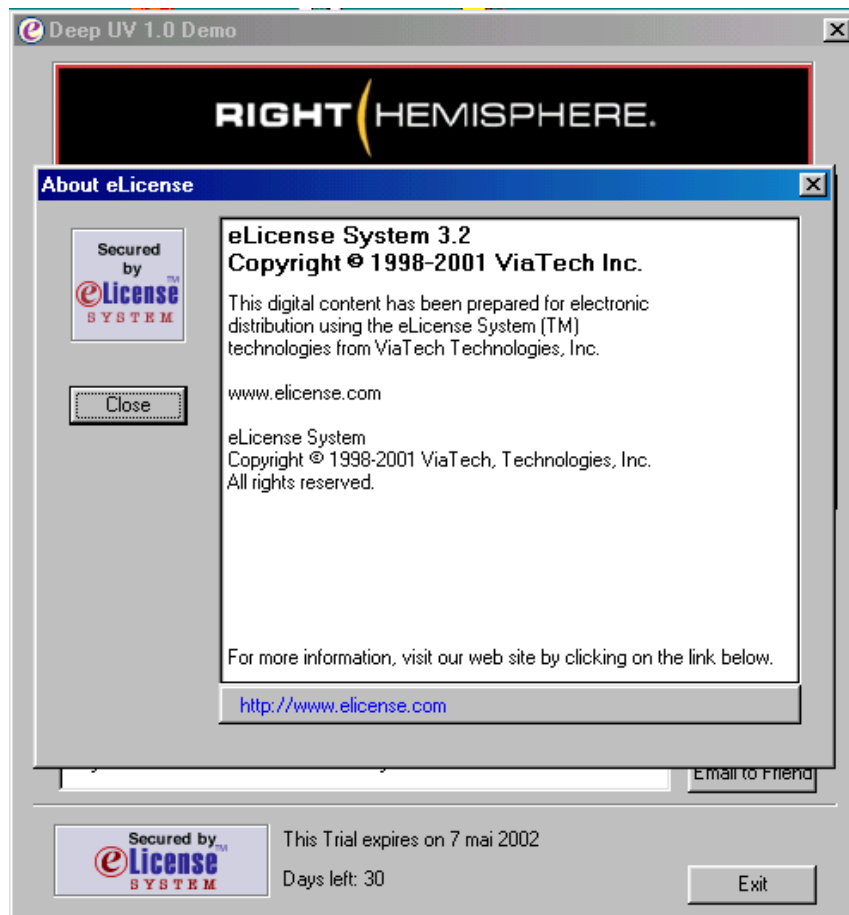 Deep UV 1.0 Demo
RIGHT HEMISPHERE.
About eLicense
Secured
by
eLicense TM
SYSTEM
Close
eLicense System 3.2
Copyright © 1998-2001 ViaTech Inc.
This digital content has been prepared for electronic
distribution using the eLicense System (TM)
technologies from ViaTech Technologies, Inc.
www.elicense.com
eLicense System
Copyright © 1998-2001 ViaTech, Technologies, Inc.
All rights reserved.
For more information, visit our web site by clicking on the link below.
http://www.elicense.com
Email to Friend
Secured by
eLicense TM
SYSTEM
This Trial expires on 7 mai 2002
Days left: 30
Exit